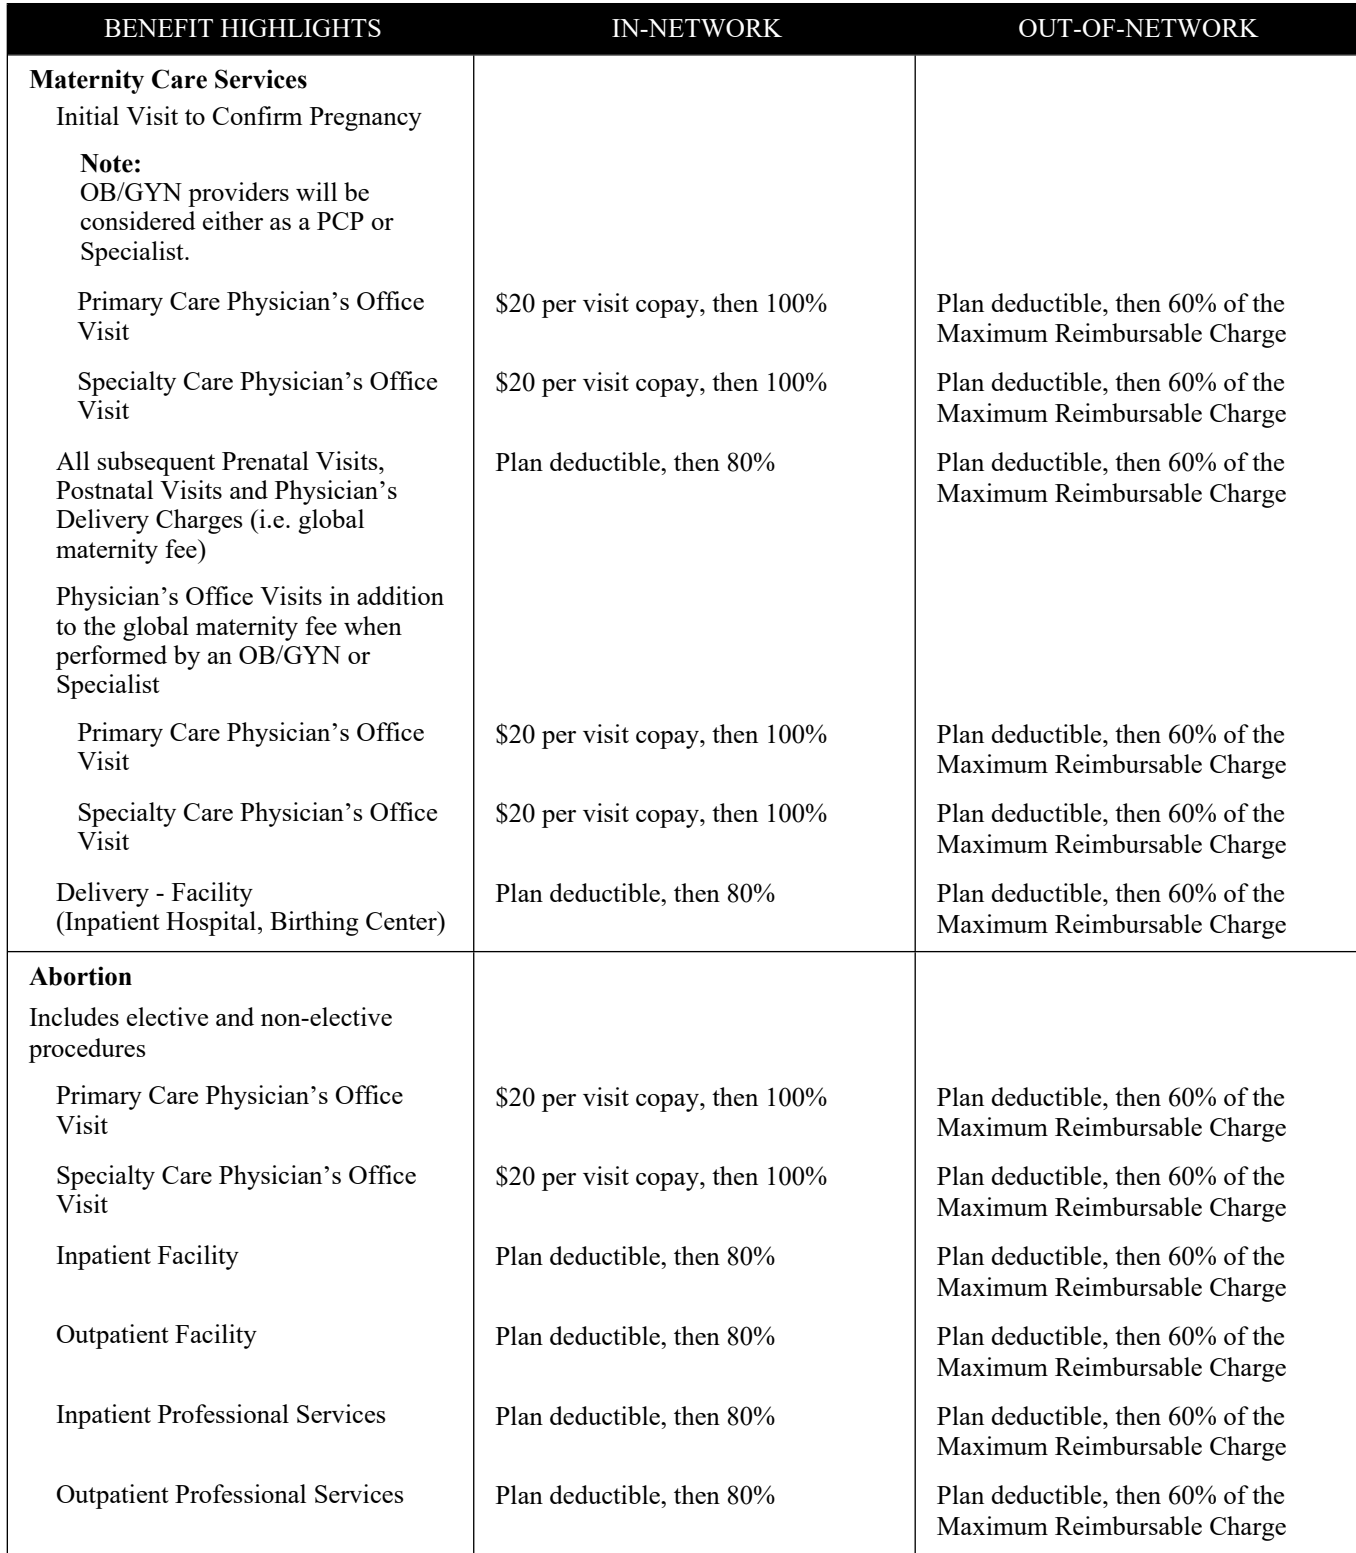 BENEFIT HIGHLIGHTS IN-NETWORK OUT-OF-NETWORK
Maternity Care Services
Initial Visit to Confirm Pregnancy
Note:
OB/GYN providers will be
considered either as a PCP or
Specialist.
Primary Care Physician’s Office $20 per visit copay, then 100% Plan deductible, then 60% of the
Visit Maximum Reimbursable Charge
Specialty Care Physician’s Office $20 per visit copay, then 100% Plan deductible, then 60% of the
Visit Maximum Reimbursable Charge
All subsequent Prenatal Visits, Plan deductible, then 80% Plan deductible, then 60% of the
Postnatal Visits and Physician’s Maximum Reimbursable Charge
Delivery Charges (i.e. global
maternity fee)
Physician’s Office Visits in addition
to the global maternity fee when
performed by an OB/GYN or
Specialist
Primary Care Physician’s Office $20 per visit copay, then 100% Plan deductible, then 60% of the
Visit Maximum Reimbursable Charge
Specialty Care Physician’s Office $20 per visit copay, then 100% Plan deductible, then 60% of the
Visit Maximum Reimbursable Charge
Delivery - Facility Plan deductible, then 80% Plan deductible, then 60% of the
(Inpatient Hospital, Birthing Center) Maximum Reimbursable Charge
Abortion
Includes elective and non-elective
procedures
Primary Care Physician’s Office $20 per visit copay, then 100% Plan deductible, then 60% of the
Visit Maximum Reimbursable Charge
Specialty Care Physician’s Office $20 per visit copay, then 100% Plan deductible, then 60% of the
Visit Maximum Reimbursable Charge
Inpatient Facility Plan deductible, then 80% Plan deductible, then 60% of the
Maximum Reimbursable Charge
Outpatient Facility Plan deductible, then 80% Plan deductible, then 60% of the
Maximum Reimbursable Charge
Inpatient Professional Services Plan deductible, then 80% Plan deductible, then 60% of the
Maximum Reimbursable Charge
Outpatient Professional Services Plan deductible, then 80% Plan deductible, then 60% of the
Maximum Reimbursable Charge